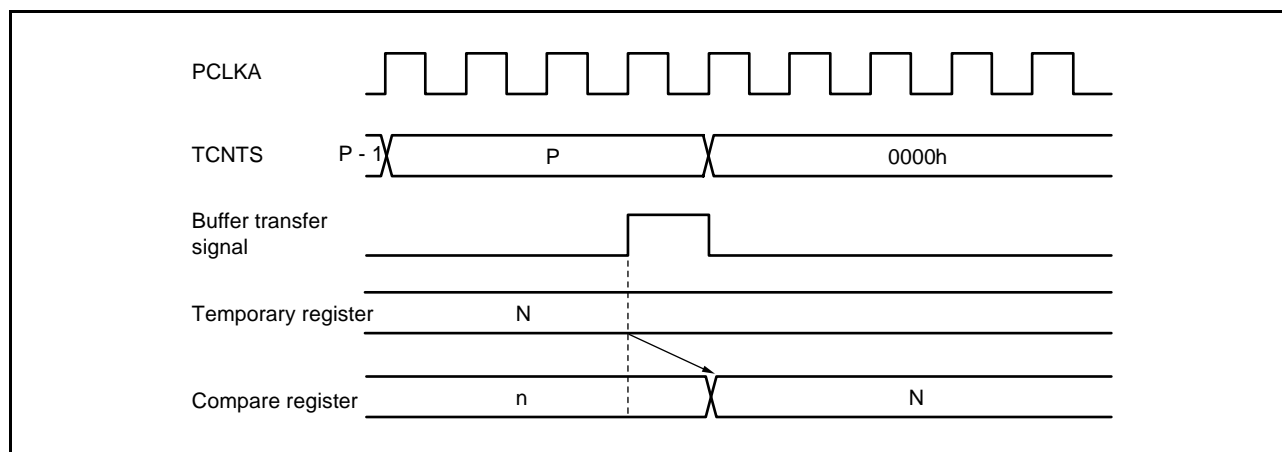 PCLKA
TCNTS P - 1 P 0000h
Buffer transfer
signal
Temporary register N
Compare register n N